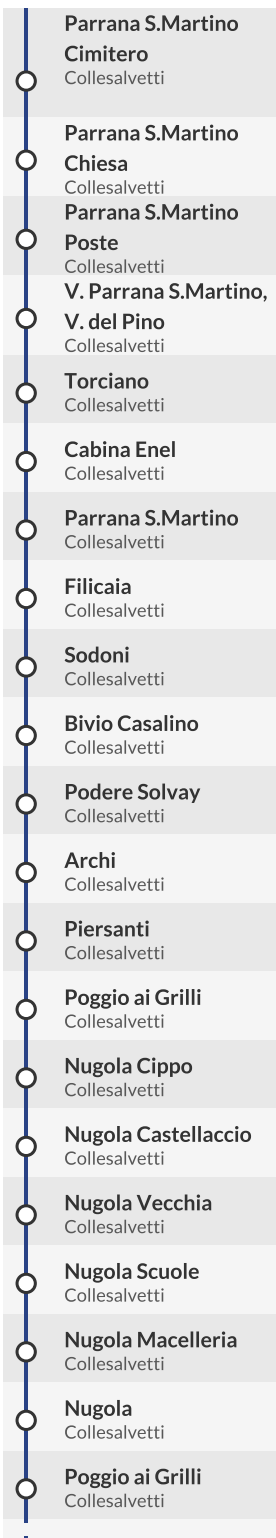 Parrana S.Martino
Cimitero
Collesalvetti
Parrana S.Martino
Chiesa
Collesalvetti
Parrana S.Martino
Poste
Collesalvetti
V. Parrana S.Martino,
V. del Pino
Collesalvetti
Torciano
Collesalvetti
Cabina Enel
Collesalvetti
Parrana S.Martino
Collesalvetti
Filicaia
Collesalvetti
Sodoni
Collesalvetti
Bivio Casalino
Collesalvetti
Podere Solvay
Collesalvetti
Archi
Collesalvetti
Piersanti
Collesalvetti
Poggio ai Grilli
Collesalvetti
Nugola Cippo
Collesalvetti
Nugola Castellaccio
Collesalvetti
Nugola Vecchia
Collesalvetti
Nugola Scuole
Collesalvetti
Nugola Macelleria
Collesalvetti
Nugola
Collesalvetti
Poggio ai Grilli
Collesalvetti